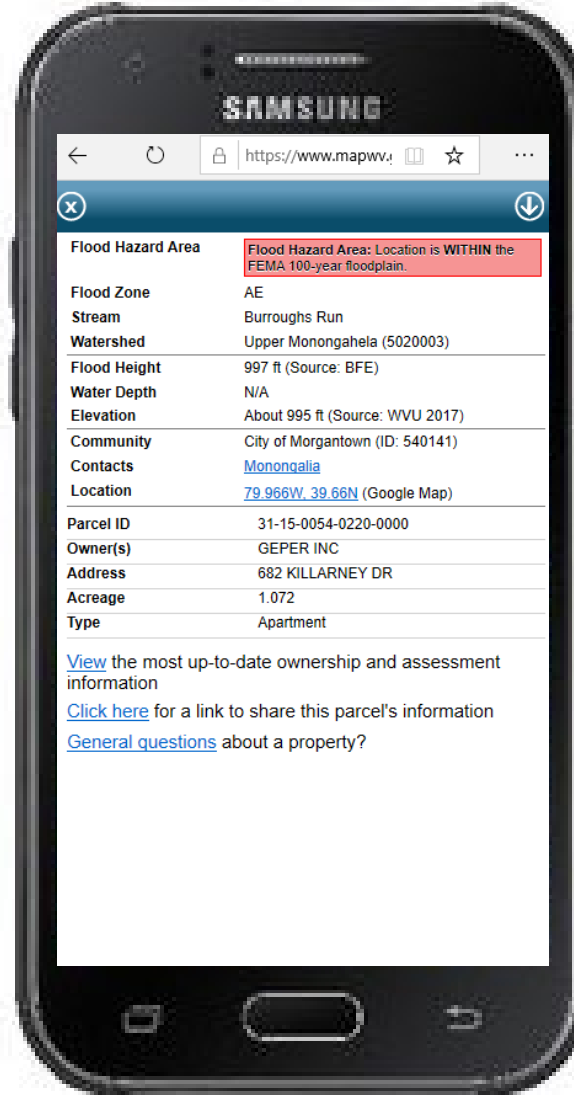 SAMSUNG
https://www.mapwv.g
Flood Hazard Area Flood Hazard Area: Location is WITHIN the
FEMA 100-year floodplain.
Flood Zone AE
Stream Burroughs Run
Watershed Upper Monongahela (5020003)
Flood Height 997 ft (Source: BFE)
Water Depth N/A
Elevation About 995 ft (Source: WVU 2017)
Community City of Morgantown (ID: 540141)
Contacts Monongalia
Location 79.966W, 39.66N (Google Map)
Parcel ID 31-15-0054-0220-0000
Owner(s) GEPER INC
Address 682 KILLARNEY DR
Acreage 1.072
Type Apartment
View the most up-to-date ownership and assessment
information
Click here for a link to share this parcel's information
General questions about a property?